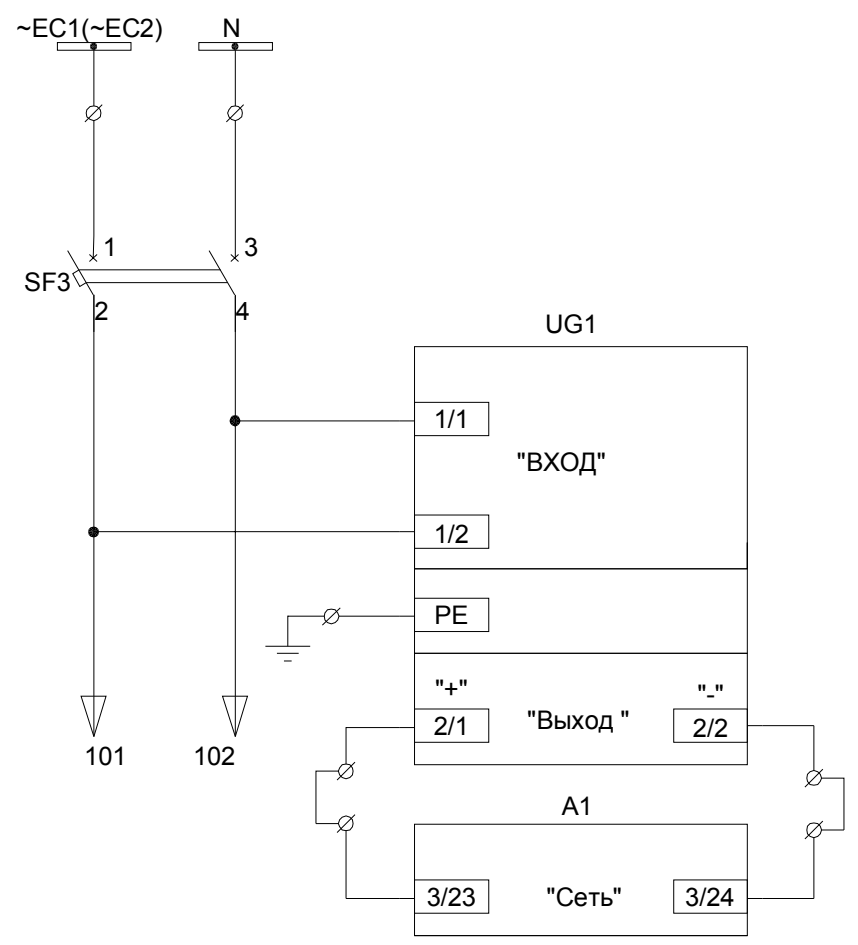 ~EC1(~EC2) N
1 3
SF3
2 4
UG1
1/1
"ВХОД"
1/2
PE
"+" "-"
2/1 "Выход " 2/2
101 102
A1
3/23 "Сеть" 3/24